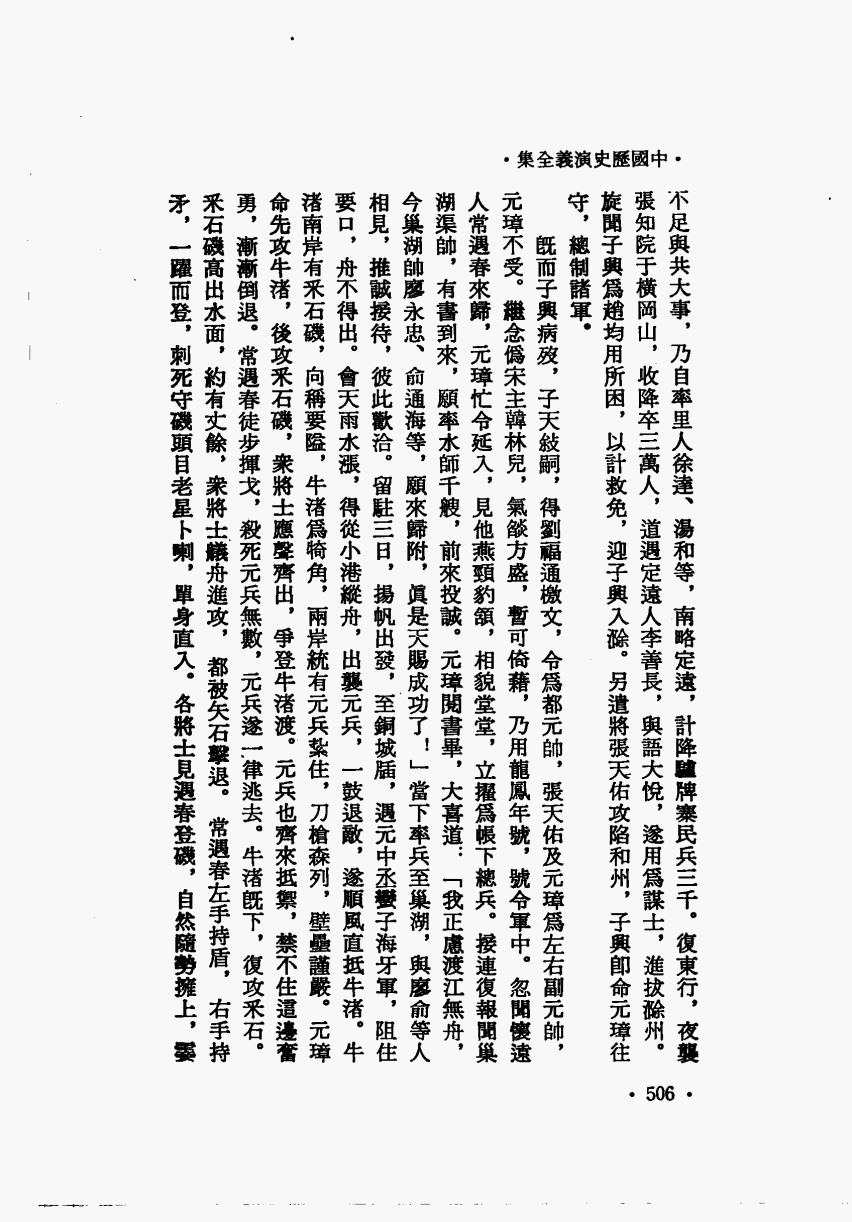 ·中國歷史演義全集·
不足與共大事，乃自率里人徐達、湯和等，南略定遠，計降驢牌寨民兵三千。復東行，夜襲
張知院于橫岡山，收降卒三萬人，道遇定遠人李善長，與語大悅，遂用爲謀士，進拔滁州。
旋聞子興爲趙均用所困，以計救免，迎子興入滁。另遣將張天佑攻陷和州，子興卽命元璋往
守，總制諸軍。
旣而子興病歿，子天敍嗣，得劉福通檄文，令爲都元帥，張天佑及元璋爲左右副元帥，
元璋不受。繼念僞宋主韓林兒，氣燄方盛，暫可倚藉，乃用龍鳳年號，號令軍中。忽聞懷遠
人常遇春來歸，元璋忙令延入，見他燕頸豹頷，相貌堂堂，立擢爲帳下總兵。接連復報聞巢
湖渠帥，有書到來，願率水師千艘，前來投誠。元璋閱書畢，大喜道：「我正慮渡江無舟，
今巢湖帥廖永忠、俞通海等，願來歸附，眞是天賜成功了！」當下率兵至巢湖，與廖俞等人
相見，推誠接待，彼此歡洽。留駐三日，揚帆出發，至銅城牐，遇元中丞蠻子海牙軍，阻住
要口，舟不得出。會天雨水漲，得從小港縱舟，出襲元兵，一鼓退敵，遂順風直抵牛渚。牛
渚南岸有釆石磯，向稱要隘，牛渚爲犄角，兩岸統有元兵紮住，刀槍森列，壁壘謹嚴。元璋
命先攻牛渚，後攻釆石磯，衆將士應聲齊出，爭登牛渚渡。元兵也齊來抵禦，禁不住這邊奮
勇，漸漸倒退。常遇春徒步揮戈，殺死元兵無數，元兵遂一律逃去。牛渚旣下，復攻釆石。
釆石磯高出水面，約有丈餘，衆將士艤舟進攻，都被矢石擊退。常遇春左手持盾，右手持
矛，一躍而登，刺死守磯頭目老星卜喇，單身直入。各將士見遇春登磯，自然隨勢擁上，霎
·506·